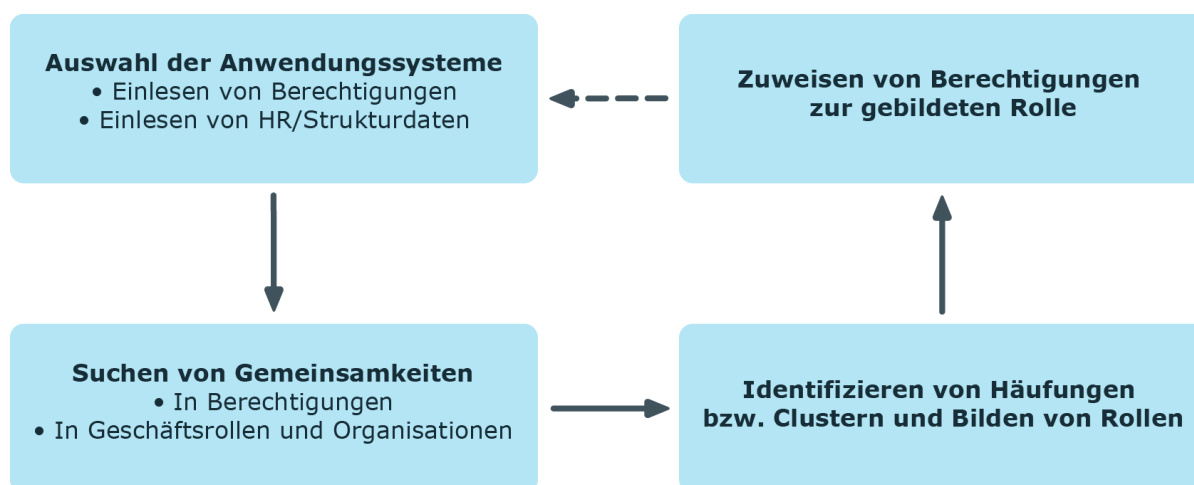 Auswahl der Anwendungssysteme
• Einlesen von Berechtigungen
• Einlesen von HR/Strukturdaten
Zuweisen von Berechtigungen
zur gebildeten Rolle
Suchen von Gemeinsamkeiten
• In Berechtigungen
• In Geschäftsrollen und Organisationen
Identifizieren von Häufungen
bzw. Clustern und Bilden von Rollen